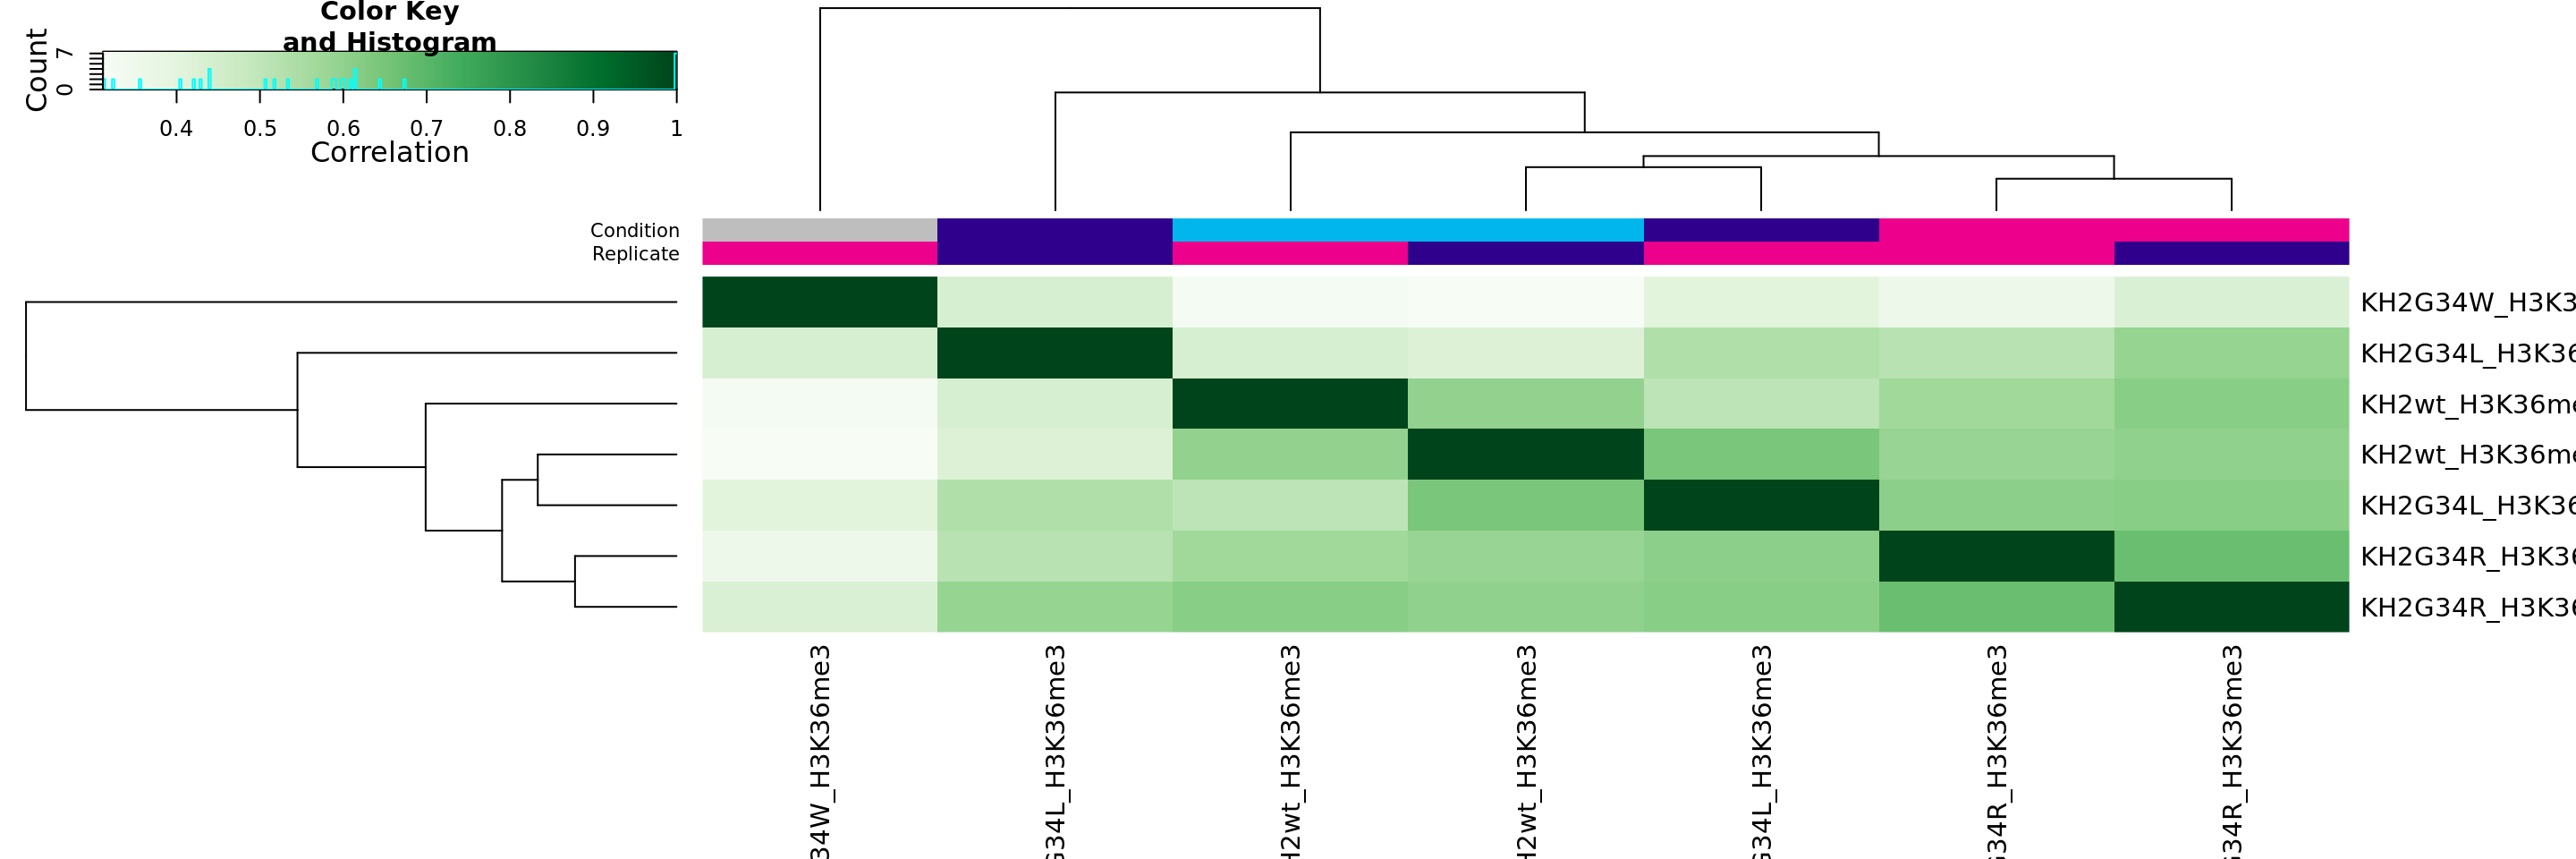 Color Key
and Histogram
Count
0 7
0.4 0.5 0.6 0.7 0.8 0.9 1
Correlation
Condition
Replicate
KH2G34W_H3K3
KH2G34L_H3K36
KH2wt_H3K36me
KH2wt_H3K36me
KH2G34L_H3K36
KH2G34R_H3K36
KH2G34R_H3K36
34W_H3K36me3
G34L_H3K36me3
H2wt_H3K36me3
H2wt_H3K36me3
G34L_H3K36me3
G34R_H3K36me3
G34R_H3K36me3